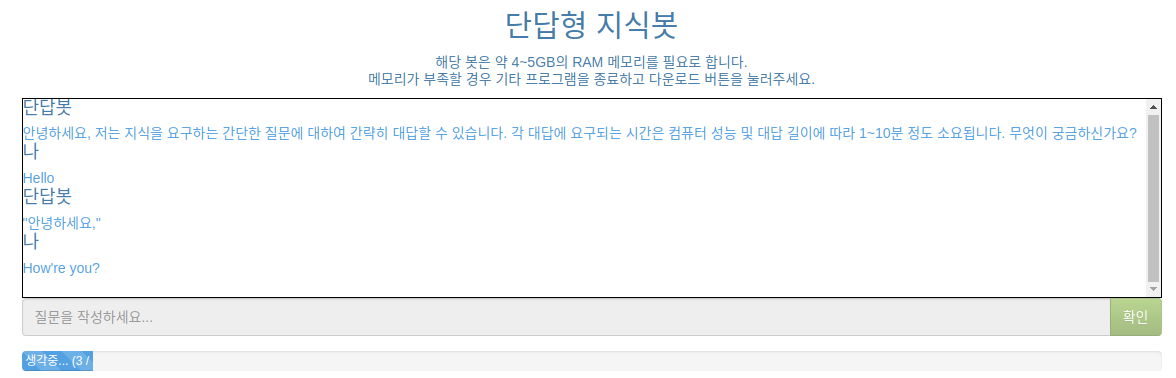 단답형 지식봇
해당 봇은 약 4~5GB의 RAM 메모리를 필요로 합니다.
메모리가 부족할 경우 기타 프로그램을 종료하고 다운로드 버튼을 눌러주세요.
단답봇
안녕하세요, 저는 지식을 요구하는 간단한 질문에 대하여 간략히 대답할 수 있습니다. 각 대답에 요구되는 시간은 컴퓨터 성능 및 대답 길이에 따라 1~10분 정도 소요됩니다. 무엇이 궁금하신가요?
나
Hello
단답봇
"안녕하세요,"
나
How're you?
질문을 작성하세요...
확인
생각중... (3 /